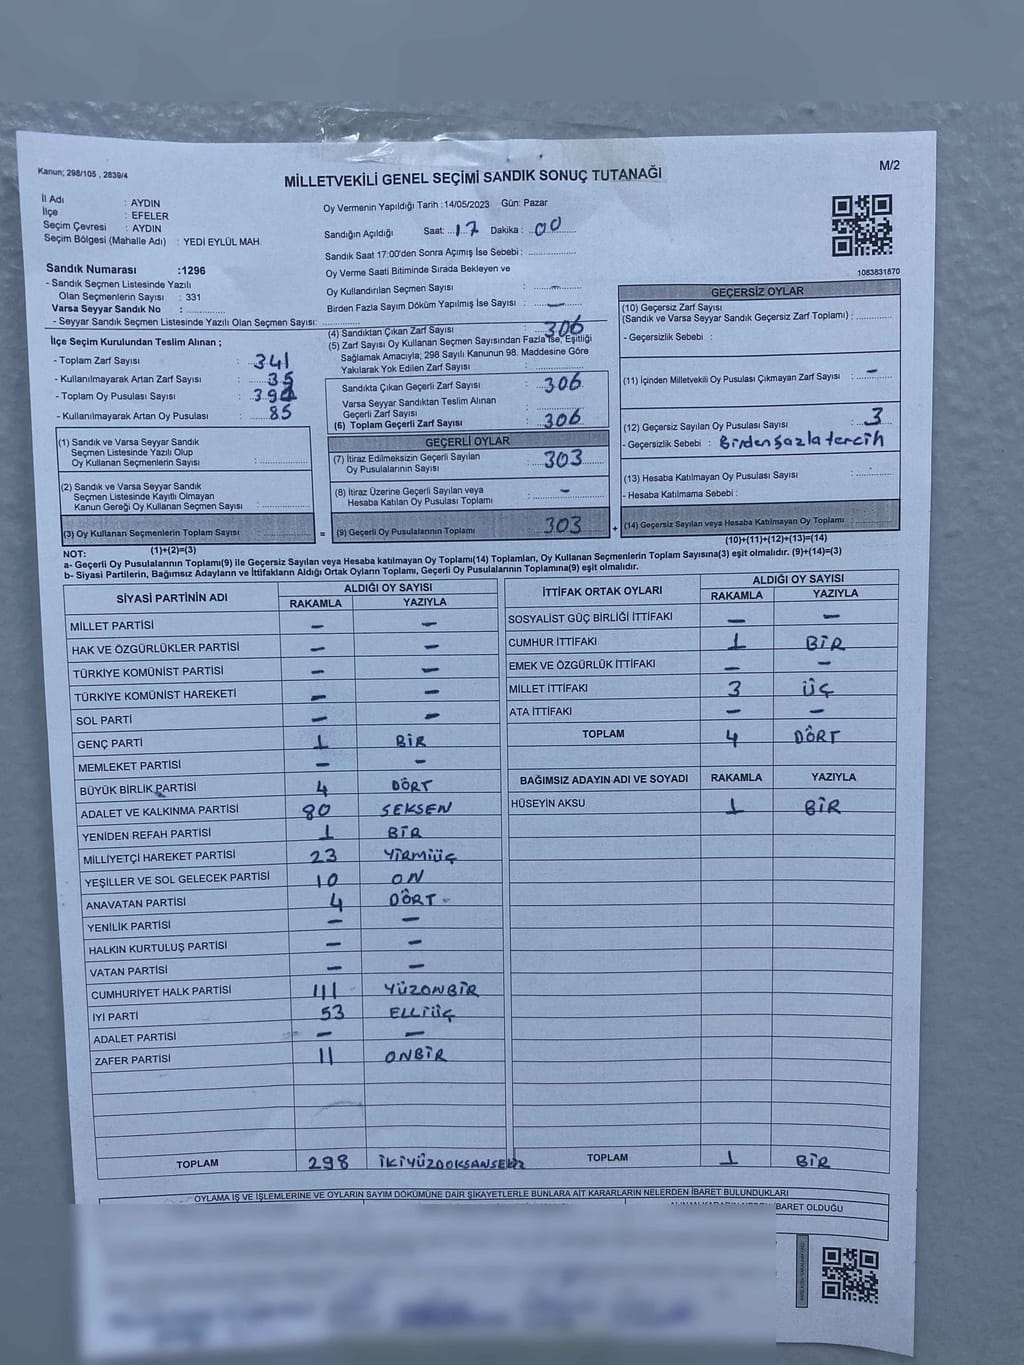 Kanun; 298/105 , 2839/4
M/2
MİLLETVEKİLİ GENEL SEÇİMİ SANDIK SONUÇ TUTANAĞI
İl Adı : AYDIN
İlçe : EFELER
Seçim Çevresi : AYDIN
Seçim Bölgesi (Mahalle Adı) : YEDİ EYLÜL MAH.
Sandık Numarası :1296
- Sandık Seçmen Listesinde Yazılı
Olan Seçmenlerin Sayısı : 331
Varsa Seyyar Sandık No :
- Seyyar Sandık Seçmen Listesinde Yazılı Olan Seçmen Sayısı:
Oy Vermenin Yapıldığı Tarih :14/05/2023 Gün: Pazar
Sandığın Açıldığı Saat: 17 Dakika : 00
Sandık Saat 17:00'den Sonra Açımış İse Sebebi :
Oy Verme Saati Bitiminde Sırada Bekleyen ve
Oy Kullandırılan Seçmen Sayısı : -
Birden Fazla Sayım Döküm Yapılmış İse Sayısı : -
1083831870
İlçe Seçim Kurulundan Teslim Alınan ;
- Toplam Zarf Sayısı : 341
- Kullanılmayarak Artan Zarf Sayısı : 35
- Toplam Oy Pusulası Sayısı :
- Kullanılmayarak Artan Oy Pusulası : 85
(1) Sandık ve Varsa Seyyar Sandık
Seçmen Listesinde Yazılı Olup
Oy Kullanan Seçmenlerin Sayısı :
(2) Sandık ve Varsa Seyyar Sandık
Seçmen Listesinde Kayıtlı Olmayan
Kanun Gereği Oy Kullanan Seçmen Sayısı :
(3) Oy Kullanan Seçmenlerin Toplam Sayısı :
(1)+(2)=(3)
(4) Sandıktan Çıkan Zarf Sayısı : 306
(5) Zarf Sayısı Oy Kullanan Seçmen Sayısından Fazla İse, Eşitliği
Sağlamak Amacıyla; 298 Sayılı Kanunun 98. Maddesine Göre
Yakılarak Yok Edilen Zarf Sayısı :
Sandıkta Çıkan Geçerli Zarf Sayısı : 306
Varsa Seyyar Sandıktan Teslim Alınan
Geçerli Zarf Sayısı :
(6) Toplam Geçerli Zarf Sayısı : 306
GEÇERLİ OYLAR
(7) İtiraz Edilmeksizin Geçerli Sayılan
Oy Pusulalarının Sayısı : 303
(8) İtiraz Üzerine Geçerli Sayılan veya
Hesaba Katılan Oy Pusulası Toplamı : -
= (9) Geçerli Oy Pusulalarının Toplamı 303
GEÇERSİZ OYLAR
(10) Geçersiz Zarf Sayısı
(Sandık ve Varsa Seyyar Sandık Geçersiz Zarf Toplamı) :
- Geçersizlik Sebebi :
(11) İçinden Milletvekili Oy Pusulası Çıkmayan Zarf Sayısı : -
(12) Geçersiz Sayılan Oy Pusulası Sayısı : 3
- Geçersizlik Sebebi : Birden fazla tercih
(13) Hesaba Katılmayan Oy Pusulası Sayısı :
- Hesaba Katılmama Sebebi :
+ (14) Geçersiz Sayılan veya Hesaba Katılmayan Oy Toplamı
(10)+(11)+(12)+(13)=(14)
NOT:
a- Geçerli Oy Pusulalarının Toplamı(9) ile Geçersiz Sayılan veya Hesaba katılmayan Oy Toplamı(14) Toplamları, Oy Kullanan Seçmenlerin Toplam Sayısına(3) eşit olmalıdır. (9)+(14)=(3)
b- Siyasi Partilerin, Bağımsız Adayların ve İttifakların Aldığı Ortak Oyların Toplamı, Geçerli Oy Pusulalarının Toplamına(9) eşit olmalıdır.
SİYASİ PARTİNİN ADI ALDIĞI OY SAYISI
RAKAMLA YAZIYLA
MİLLET PARTİSİ - -
HAK VE ÖZGÜRLÜKLER PARTİSİ - -
TÜRKİYE KOMÜNİST PARTİSİ - -
TÜRKİYE KOMÜNİST HAREKETİ - -
SOL PARTİ - -
GENÇ PARTİ 1 BİR
MEMLEKET PARTİSİ - -
BÜYÜK BİRLİK PARTİSİ 4 DÖRT
ADALET VE KALKINMA PARTİSİ 80 SEKSEN
YENİDEN REFAH PARTİSİ 1 BİR
MİLLİYETÇİ HAREKET PARTİSİ 23 YİRMİÜÇ
YEŞİLLER VE SOL GELECEK PARTİSİ 10 ON
ANAVATAN PARTİSİ 4 DÖRT
YENİLİK PARTİSİ - -
HALKIN KURTULUŞ PARTİSİ - -
VATAN PARTİSİ - -
CUMHURİYET HALK PARTİSİ 111 YÜZONBİR
İYİ PARTİ 53 ELLİÜÇ
ADALET PARTİSİ - -
ZAFER PARTİSİ 11 ONBİR
TOPLAM 298
İTTİFAK ORTAK OYLARI ALDIĞI OY SAYISI
RAKAMLA YAZIYLA
SOSYALİST GÜÇ BİRLİĞİ İTTİFAKI - -
CUMHUR İTTİFAKI 1 BİR
EMEK VE ÖZGÜRLÜK İTTİFAKI - -
MİLLET İTTİFAKI 3 ÜÇ
ATA İTTİFAKI - -
TOPLAM 4 DÖRT
BAĞIMSIZ ADAYIN ADI VE SOYADI RAKAMLA YAZIYLA
HÜSEYİN AKSU 1 BİR
TOPLAM 1 BİR
OYLAMA İŞ VE İŞLEMLERİNE VE OYLARIN SAYIM DÖKÜMÜNE DAİR ŞİKAYETLERLE BUNLARA AİT KARARLARIN NELERDEN İBARET BULUNDUKLARI
İBARET OLDUĞU